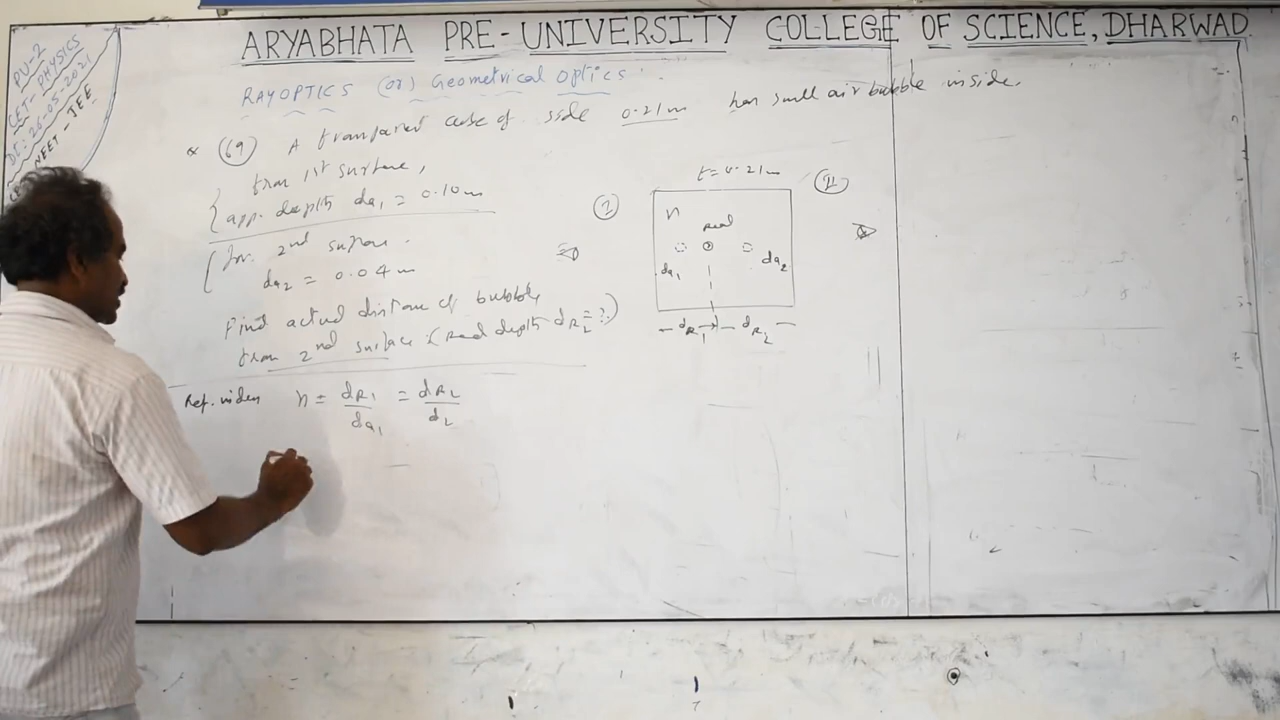 ARYABHATA PRE-UNIVERSITY COLLEGE OF SCIENCE, DHARWAD
PU-2
CET-PHYSICS
DT: 26-05-2021
NEET-JEE
RAYOPTICS (or) Geometrical optics
* 69 A transparent cube of side 0.21m has small air bubble inside.
from 1st surface,
app. depth da1 = 0.10m
for 2nd surface
da2 = 0.04m
Find actual distance of bubble
from 2nd surface (Real depth dR2 = ?)
t = 0.21m
I
II
n
Real
da1
da2
dR1
dR2
Ref. index n = dR1/da1 = dR2/d2